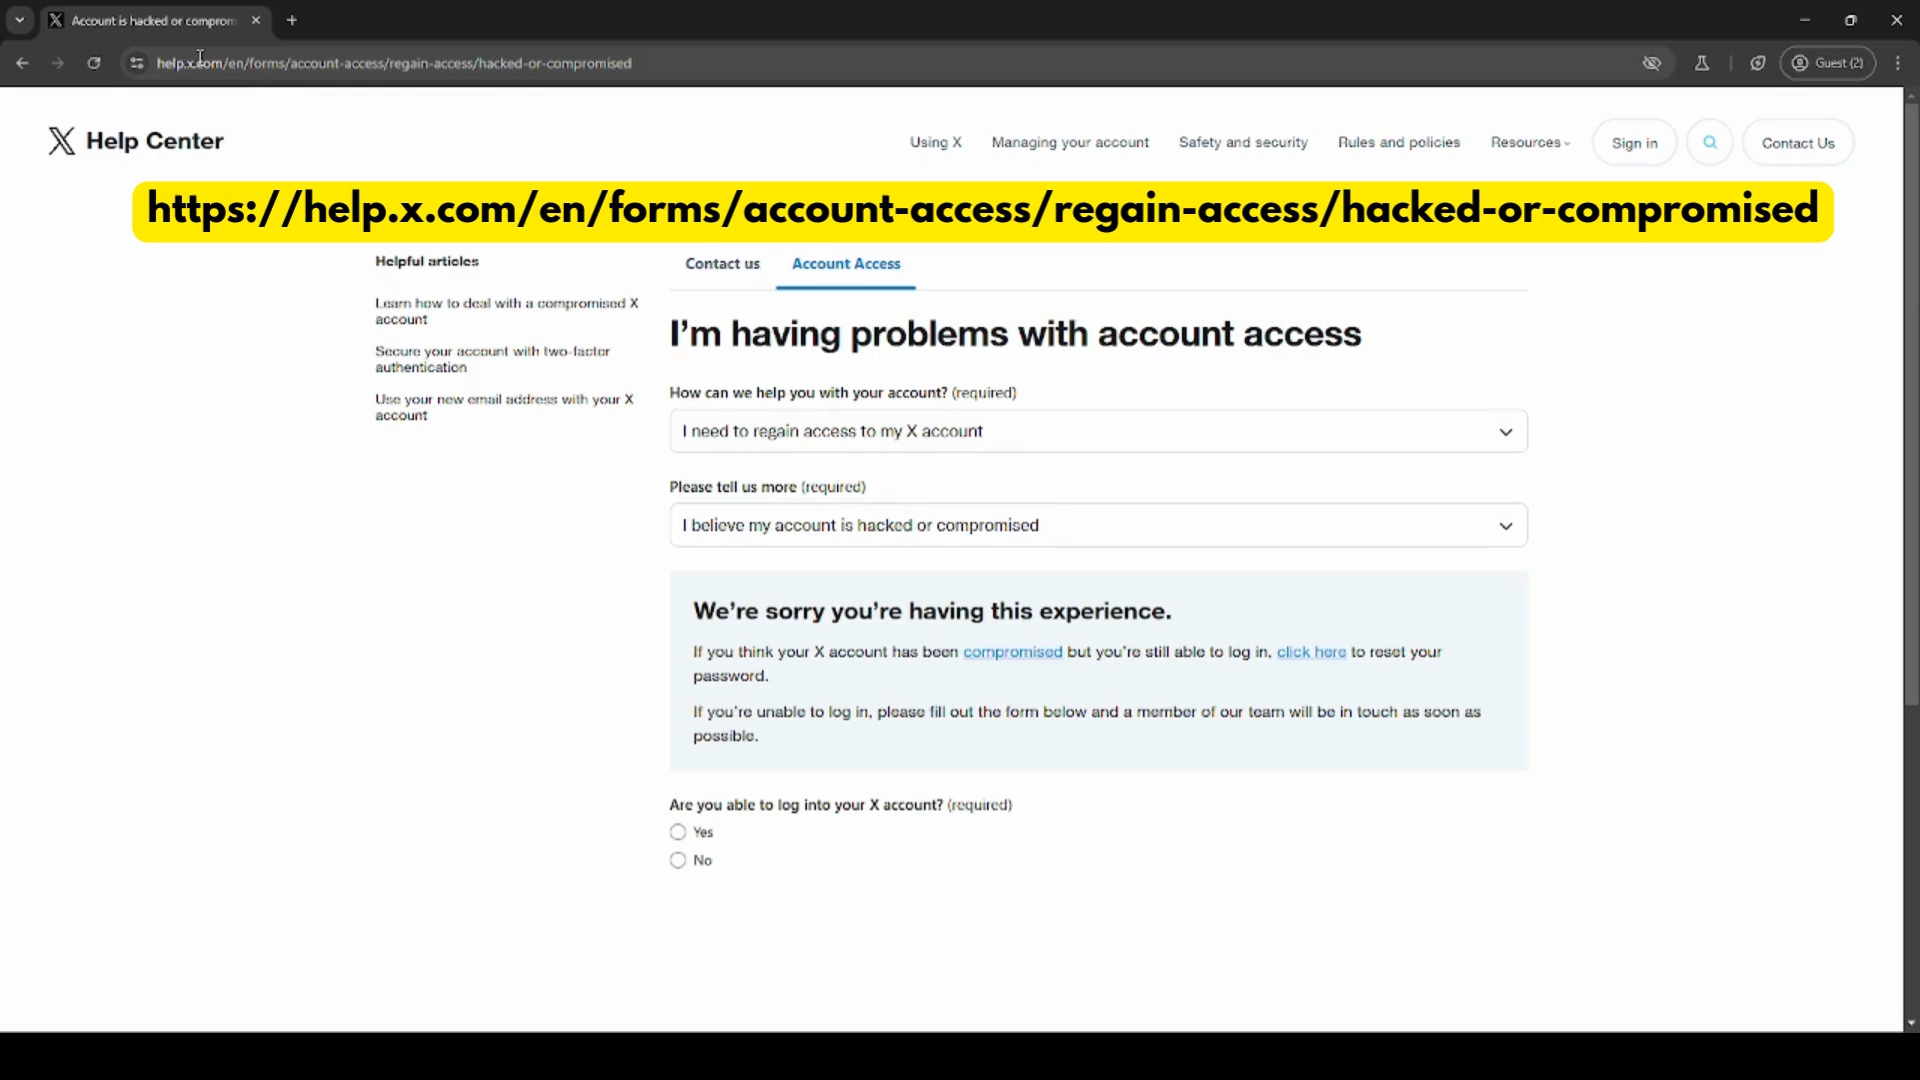 Account is hacked or comprom
help.x.com/en/forms/account-access/regain-access/hacked-or-compromised
Guest (2)
X Help Center
Using X
Managing your account
Safety and security
Rules and policies
Resources
Sign in
Contact Us
https://help.x.com/en/forms/account-access/regain-access/hacked-or-compromised
Helpful articles
Learn how to deal with a compromised X
account
Secure your account with two-factor
authentication
Use your new email address with your X
account
Contact us
Account Access
I'm having problems with account access
How can we help you with your account? (required)
I need to regain access to my X account
Please tell us more (required)
I believe my account is hacked or compromised
We're sorry you're having this experience.
If you think your X account has been compromised but you're still able to log in, click here to reset your
password.
If you're unable to log in, please fill out the form below and a member of our team will be in touch as soon as
possible.
Are you able to log into your X account? (required)
Yes
No